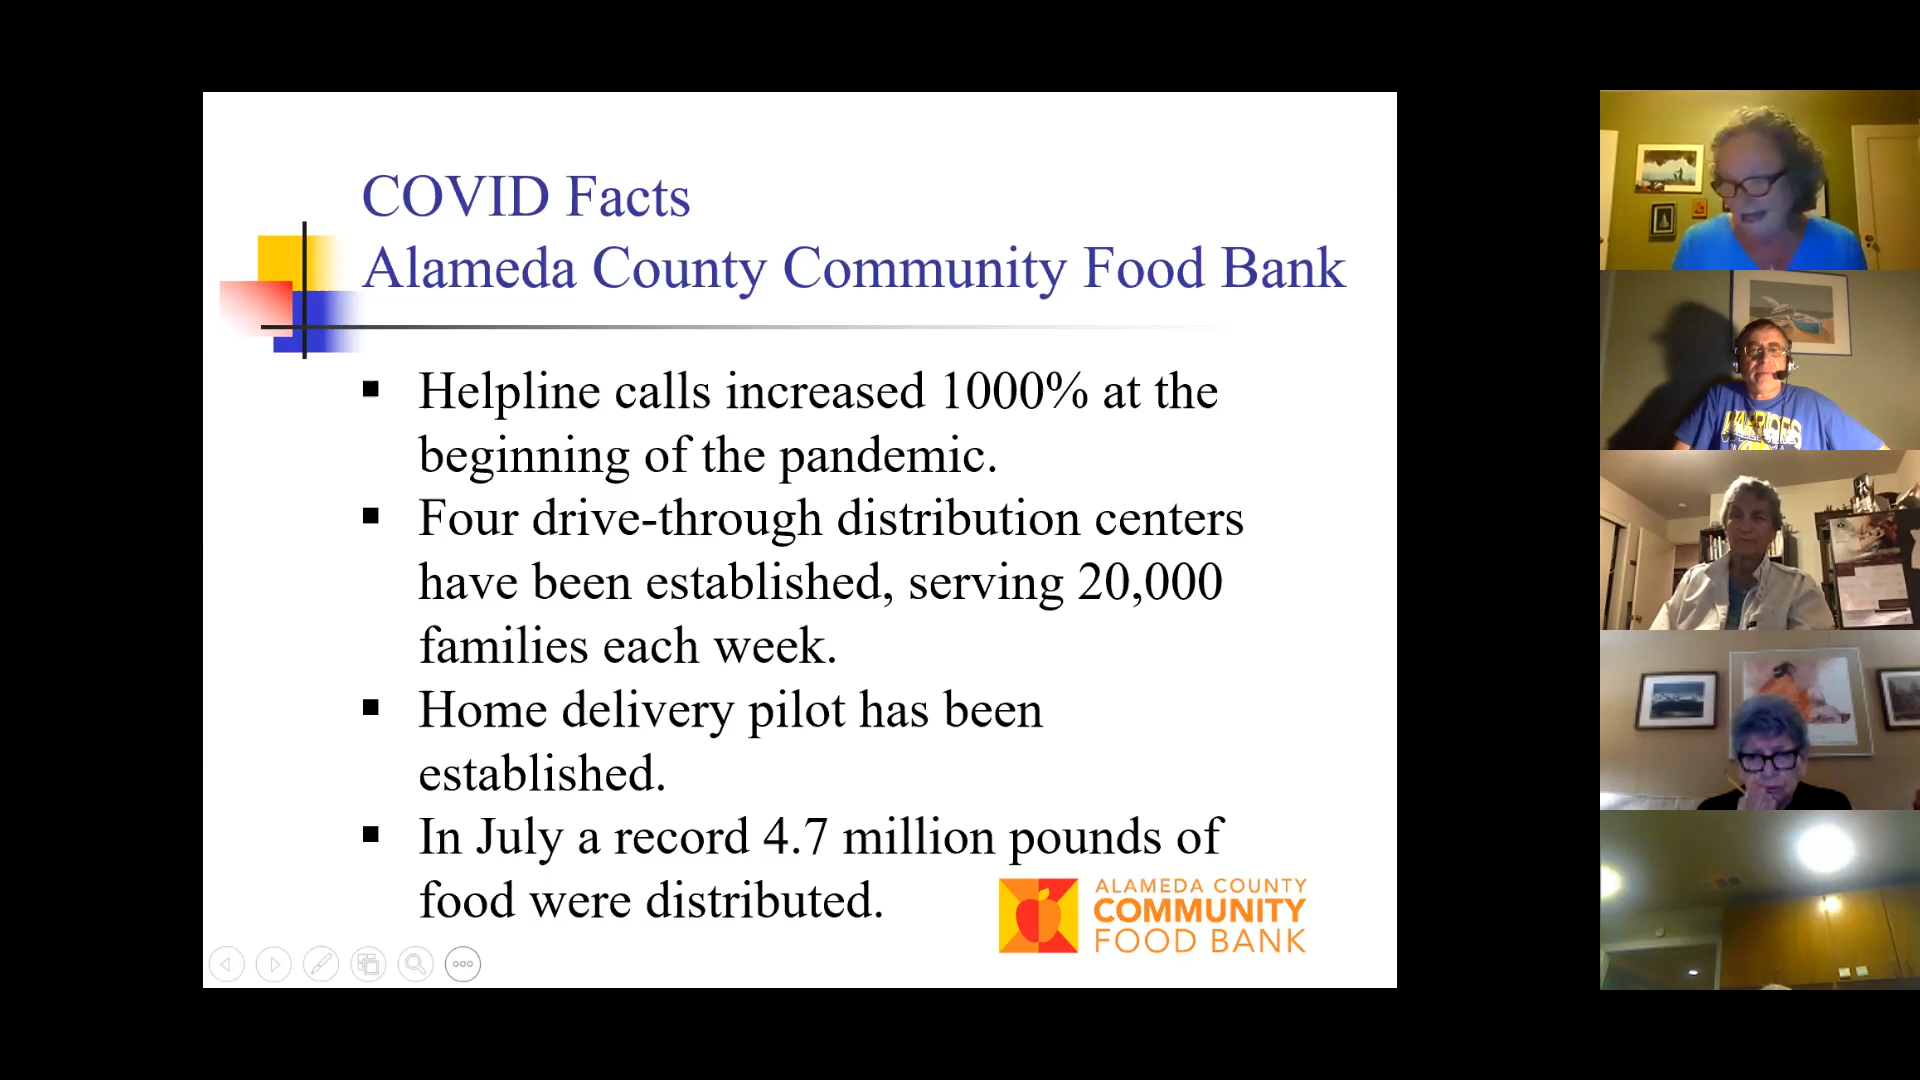 COVID Facts
Alameda County Community Food Bank
▪ Helpline calls increased 1000% at the
beginning of the pandemic.
▪ Four drive-through distribution centers
have been established, serving 20,000
families each week.
▪ Home delivery pilot has been
established.
▪ In July a record 4.7 million pounds of
food were distributed.
ALAMEDA COUNTY
COMMUNITY
FOOD BANK
WARRIORS